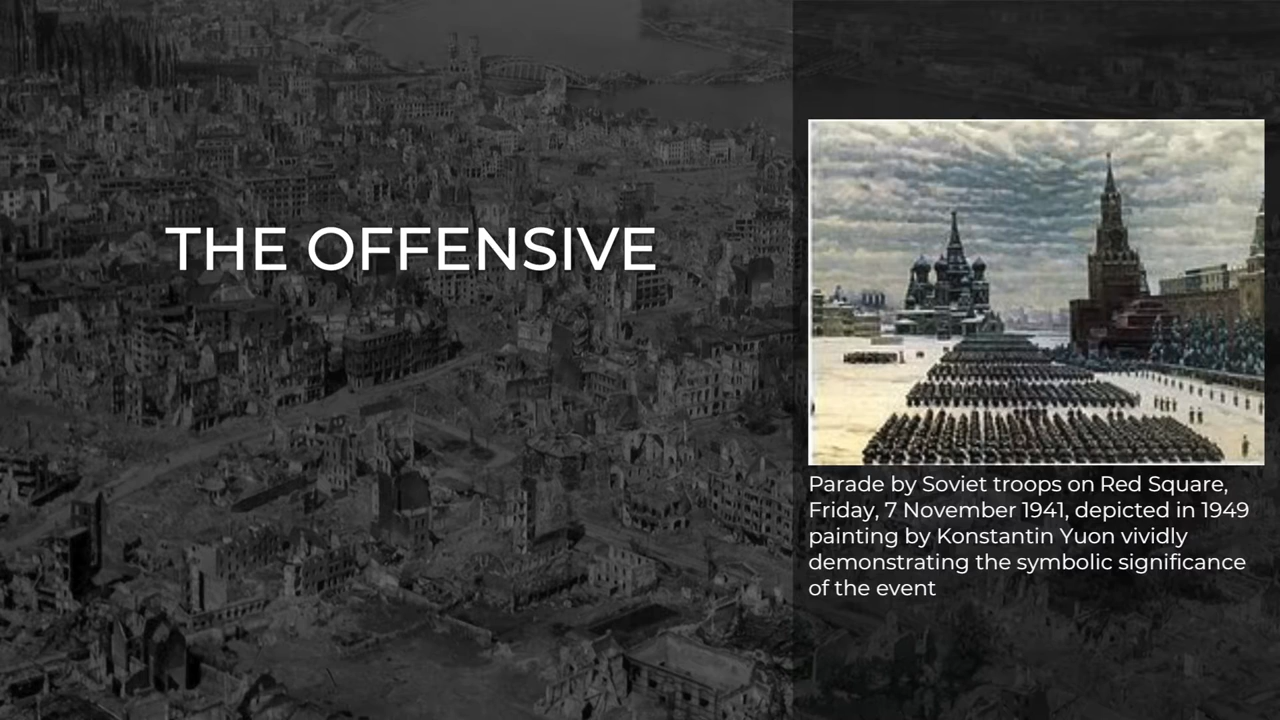 THE OFFENSIVE
Parade by Soviet troops on Red Square,
Friday, 7 November 1941, depicted in 1949
painting by Konstantin Yuon vividly
demonstrating the symbolic significance
of the event